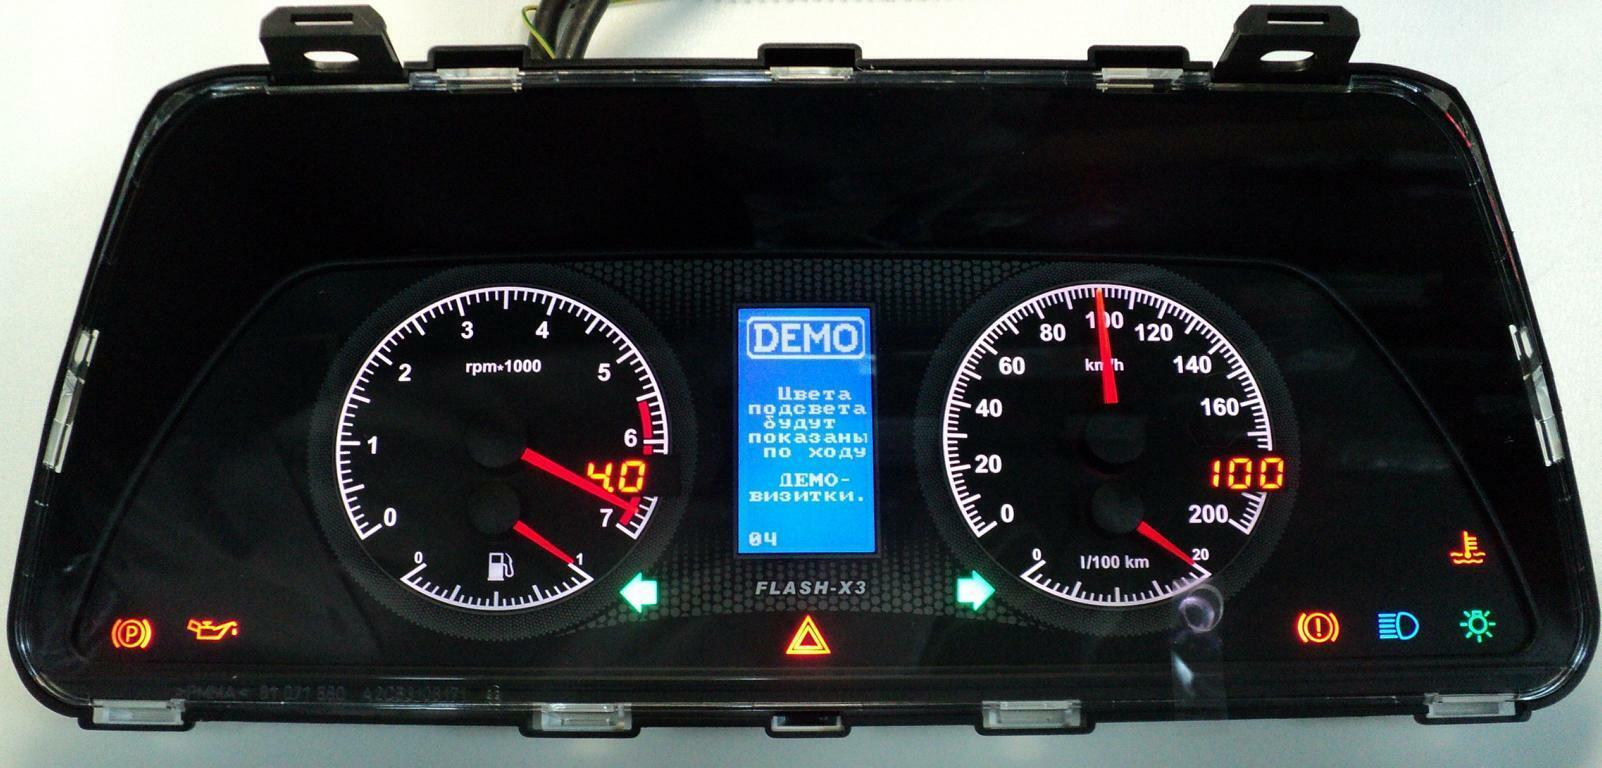 3
4
2
rpm*1000
5
1
6
4.0
0
7
0
1
DEMO
Цвета
подсвета
будут
показаны
по ходу
ДЕМО-
визитки.
04
FLASH-X3
80
100
120
60
km/h
140
40
160
20
100
0
200
0
l/100 km
20
P